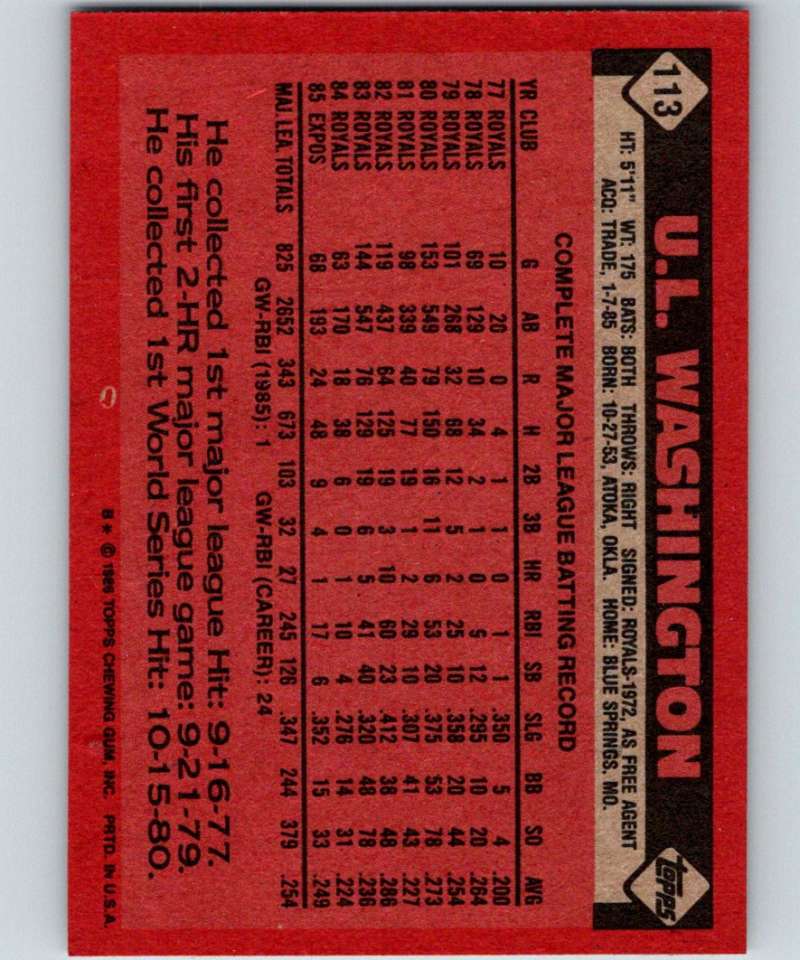 113
U.L. WASHINGTON
topps
HT: 5'11" WT: 175 BATS: BOTH THROWS: RIGHT SIGNED: ROYALS-1972, AS FREE AGENT
ACQ: TRADE, 1-7-85 BORN: 10-27-53, ATOKA, OKLA. HOME: BLUE SPRINGS, MO.
COMPLETE MAJOR LEAGUE BATTING RECORD
YR CLUB G AB R H 2B 3B HR RBI SB SLG BB SO AVG
77 ROYALS 10 20 0 4 1 1 0 1 1 .350 5 4 .200
78 ROYALS 69 129 10 34 2 1 0 9 12 .295 10 20 .264
79 ROYALS 101 268 32 68 12 5 2 25 10 .358 20 44 .254
80 ROYALS 153 549 79 150 16 11 6 53 20 .375 53 78 .273
81 ROYALS 98 339 40 77 19 1 2 29 10 .307 41 43 .227
82 ROYALS 119 437 64 125 19 3 10 60 23 .412 38 48 .286
83 ROYALS 144 547 76 129 19 6 5 41 40 .320 48 78 .236
84 ROYALS 63 170 18 38 6 0 1 10 4 .276 14 31 .224
85 EXPOS 68 193 24 48 9 4 1 17 6 .352 15 33 .249
MAJ. LEA. TOTALS 825 2652 343 673 103 32 27 245 126 .347 244 379 .254
GW-RBI (1985): 1 GW-RBI (CAREER): 24
He collected 1st major league Hit: 9-16-77.
His first 2-HR major league game: 9-21-79.
He collected 1st World Series Hit: 10-15-80.
B* © 1986 TOPPS CHEWING GUM, INC. PRTD. IN U.S.A.